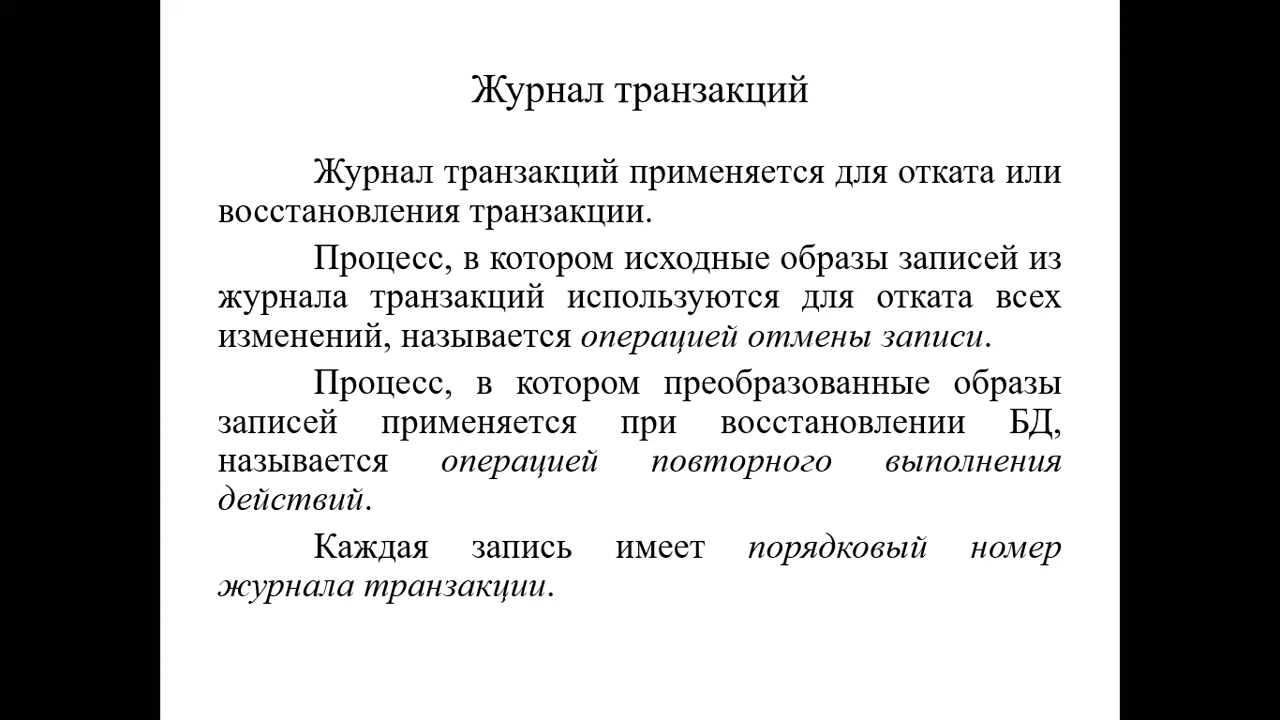 Журнал транзакций
Журнал транзакций применяется для отката или
восстановления транзакции.
Процесс, в котором исходные образы записей из
журнала транзакций используются для отката всех
изменений, называется операцией отмены записи.
Процесс, в котором преобразованные образы
записей применяется при восстановлении БД,
называется операцией повторного выполнения
действий.
Каждая запись имеет порядковый номер
журнала транзакции.